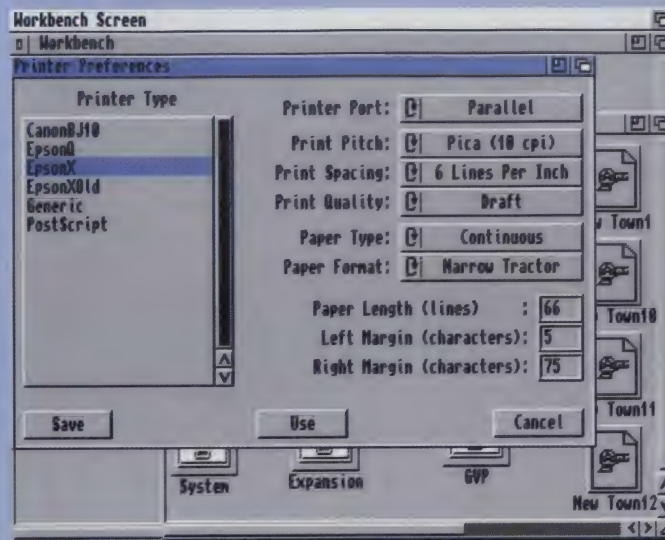 Workbench Screen
Workbench
Printer Preferences
Printer Type
CanonBJ10
EpsonQ
EpsonX
EpsonXOld
Generic
PostScript
Printer Port: Parallel
Print Pitch: Pica (10 cpi)
Print Spacing: 6 Lines Per Inch
Print Quality: Draft
Paper Type: Continuous
Paper Format: Narrow Tractor
Paper Length (lines) : 66
Left Margin (characters): 5
Right Margin (characters): 75
Save Use Cancel
Town1
Town10
Town11
New Town12
System Expansion GVP